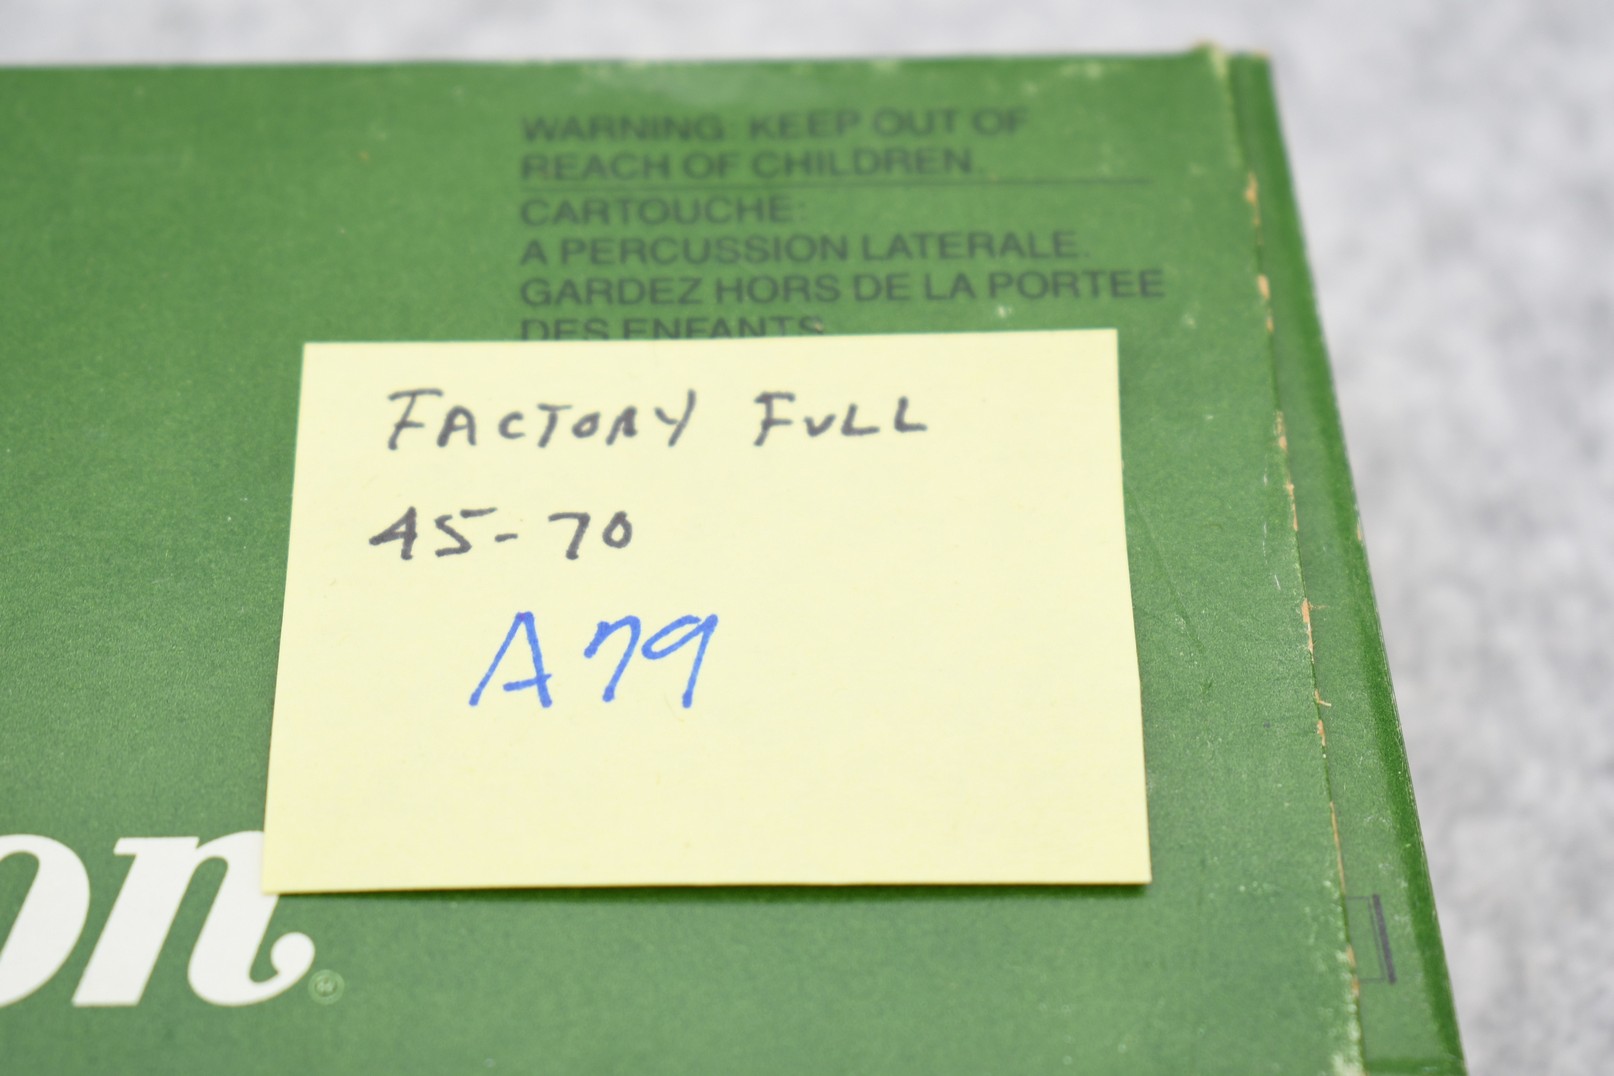 WARNING: KEEP OUT OF
REACH OF CHILDREN.
CARTOUCHE:
A PERCUSSION LATERALE.
GARDEZ HORS DE LA PORTEE
DES ENFANTS.
FACTORY FULL
45-70
A79
on